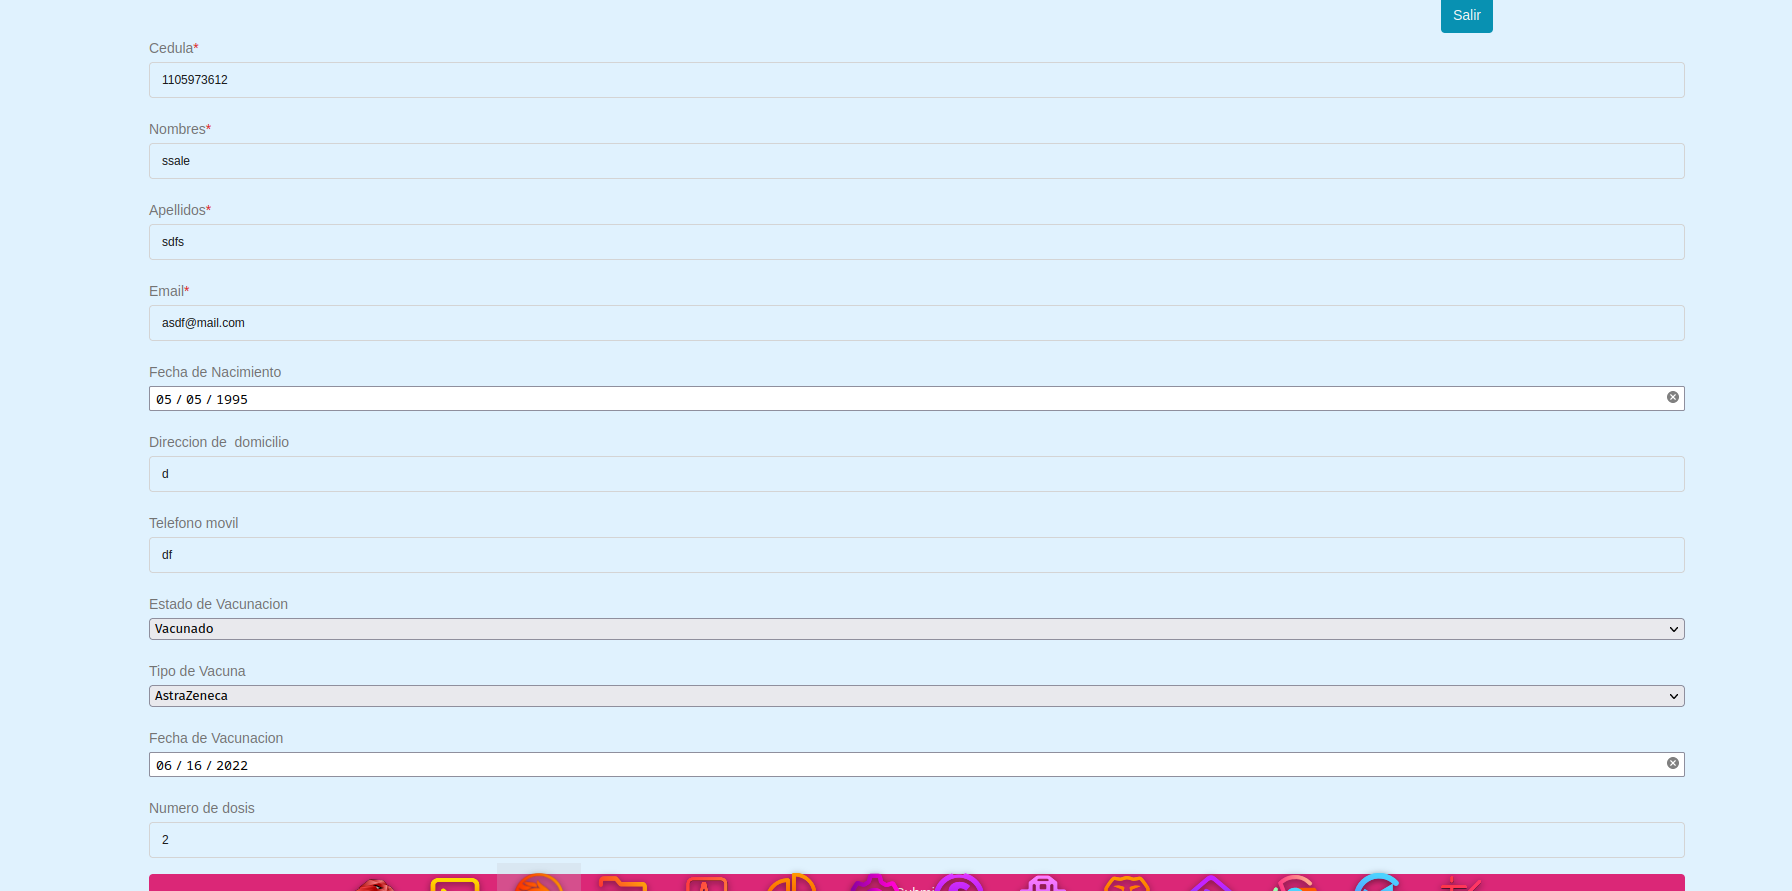 Salir
Cedula*
1105973612
Nombres*
ssale
Apellidos*
sdfs
Email*
asdf@mail.com
Fecha de Nacimiento
05 / 05 / 1995
Direccion de  domicilio
d
Telefono movil
df
Estado de Vacunacion
Vacunado
Tipo de Vacuna
AstraZeneca
Fecha de Vacunacion
06 / 16 / 2022
Numero de dosis
2